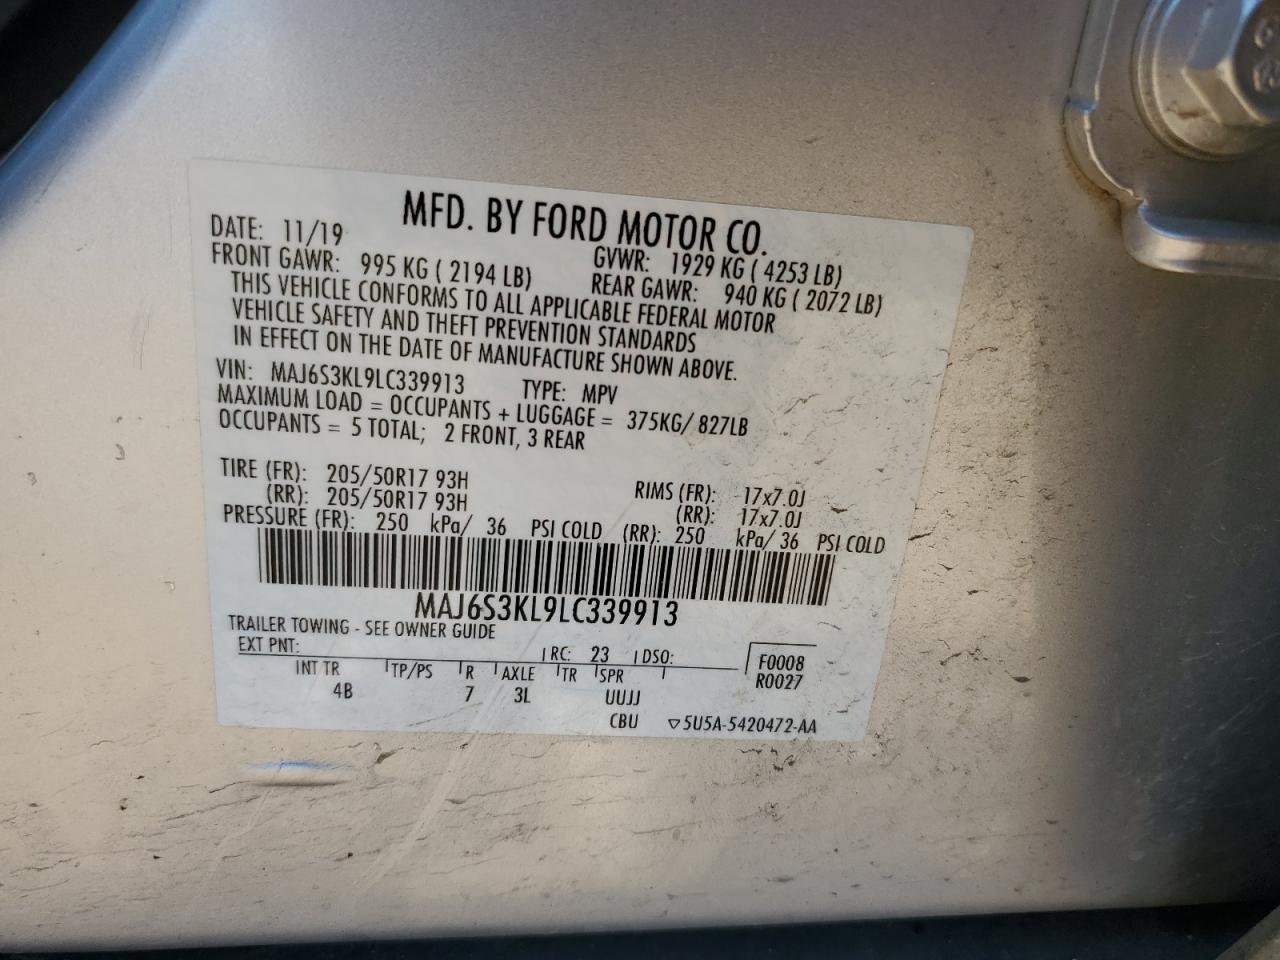 MFD. BY FORD MOTOR CO.
DATE: 11/19 GVWR: 1929 KG ( 4253 LB)
FRONT GAWR: 995 KG ( 2194 LB) REAR GAWR: 940 KG ( 2072 LB)
THIS VEHICLE CONFORMS TO ALL APPLICABLE FEDERAL MOTOR
VEHICLE SAFETY AND THEFT PREVENTION STANDARDS
IN EFFECT ON THE DATE OF MANUFACTURE SHOWN ABOVE.
VIN: MAJ6S3KL9LC339913 TYPE: MPV
MAXIMUM LOAD = OCCUPANTS + LUGGAGE = 375KG/ 827LB
OCCUPANTS = 5 TOTAL; 2 FRONT, 3 REAR
TIRE (FR): 205/50R17 93H RIMS (FR): 17x7.0J
(RR): 205/50R17 93H (RR): 17x7.0J
PRESSURE (FR): 250 kPa/ 36 PSI COLD (RR): 250 kPa/ 36 PSI COLD
MAJ6S3KL9LC339913
TRAILER TOWING - SEE OWNER GUIDE
EXT PNT: RC: 23 DSO: F0008
INT TR TP/PS R AXLE TR SPR R0027
4B 7 3L UUJJ
CBU ▽5U5A-5420472-AA